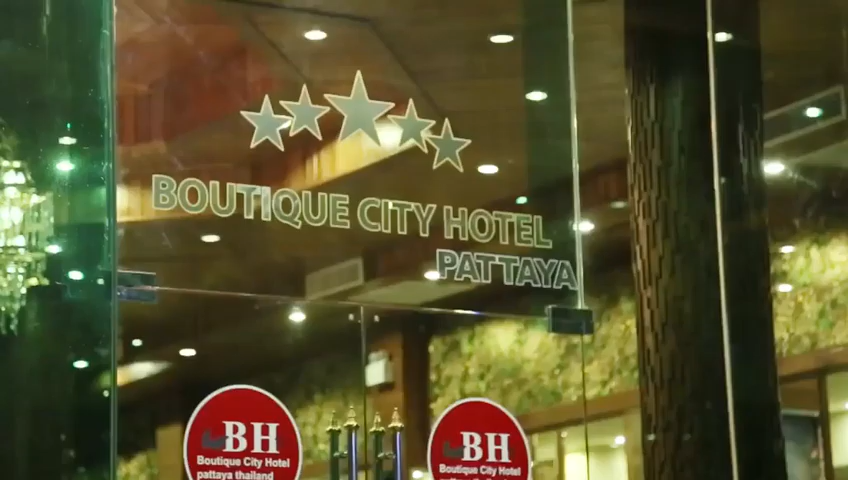 BOUTIQUE CITY HOTEL
PATTAYA
BH
Boutique City Hotel
pattaya thailand
BH
Boutique City Hotel